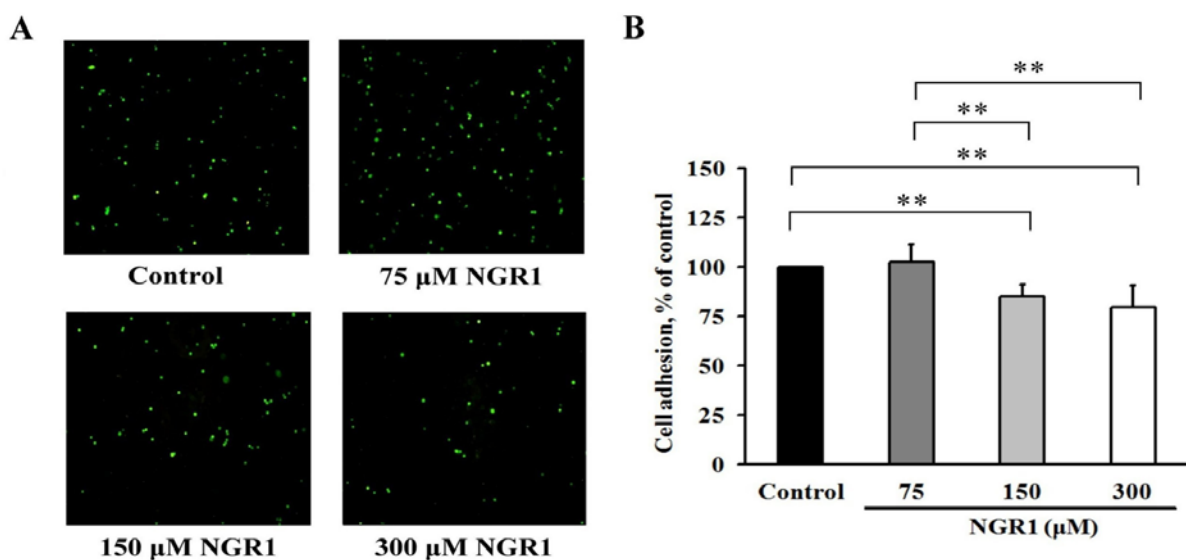 A
Control
75 μM NGR1
150 μM NGR1
300 μM NGR1
B
**
**
**
**
150
125
100
75
50
25
0
Cell adhesion, % of control
Control
75
150
300
NGR1 (μM)